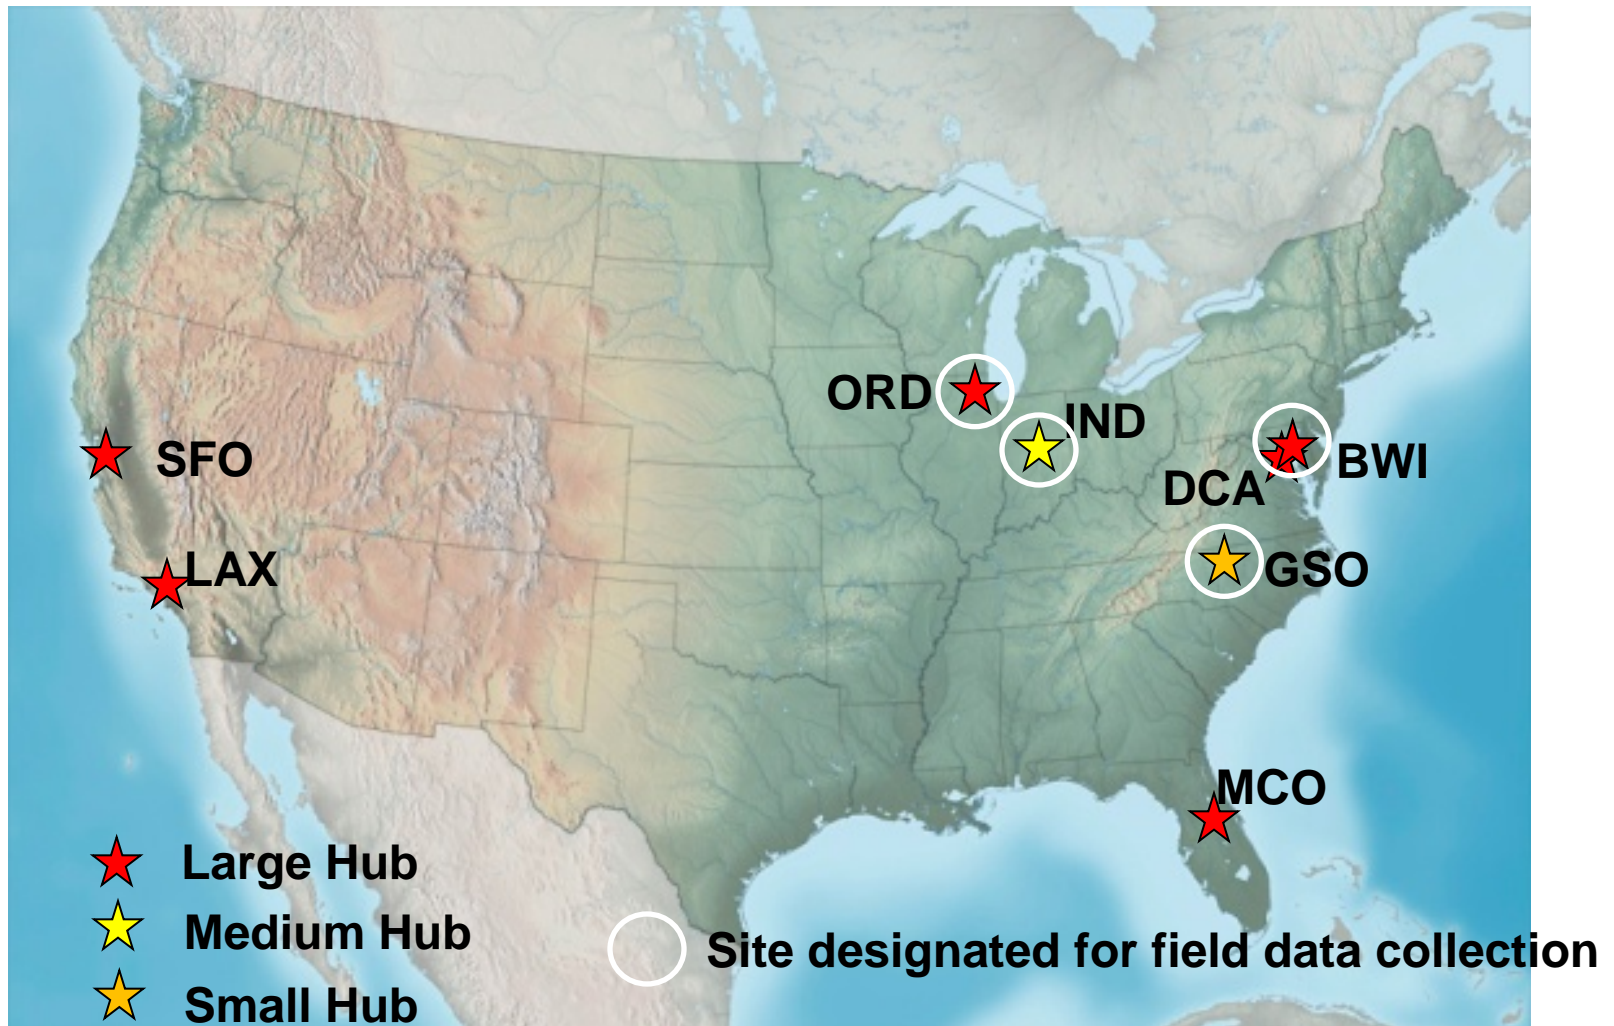 ORD
IND
SFO
BWI
DCA
LAX
GSO
MCO
Large Hub
Medium Hub
Site designated for field data collection
Small Hub